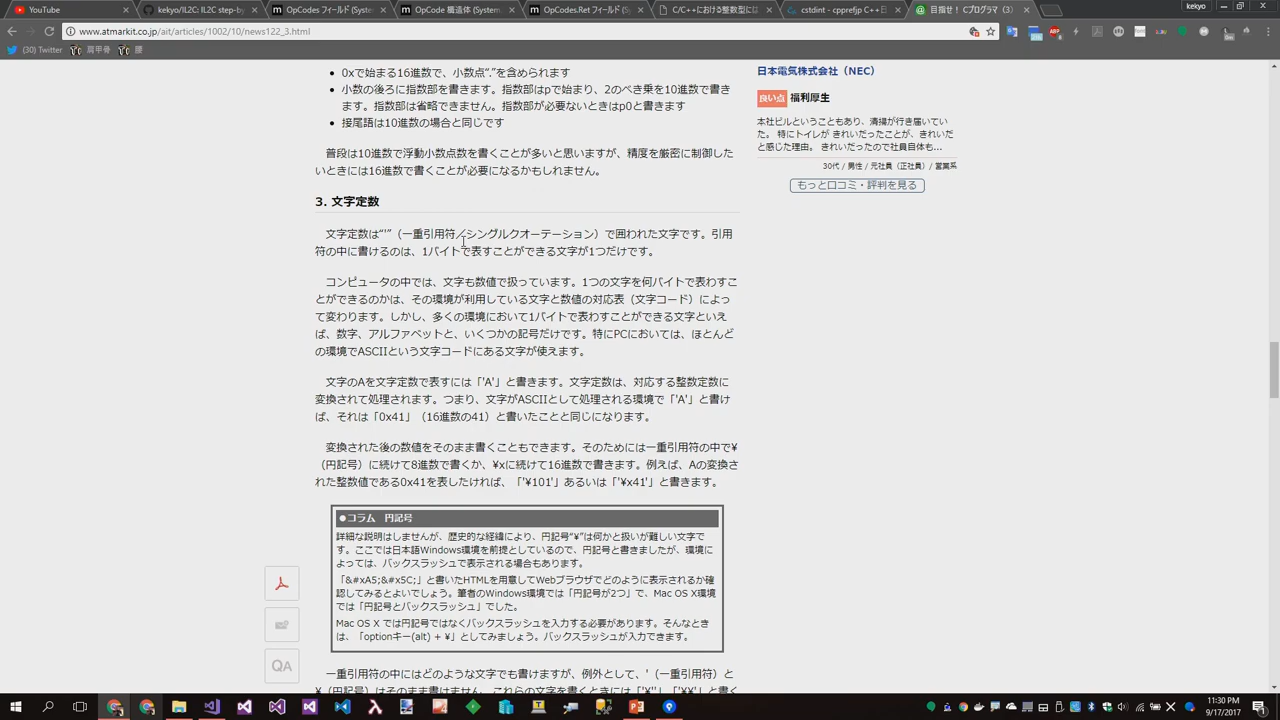 YouTube
kekyo/IL2C: IL2C step-by
OpCodes フィールド (System
OpCode 構造体 (System.
OpCodes.Ret フィールド (Sys
C/C++における整数型には
cstdint - cpprefjp C++日
目指せ！Cプログラマ（3）
kekyo
www.atmarkit.co.jp/ait/articles/1002/10/news122_3.html
(30) Twitter
肩甲骨
腰
0xで始まる16進数で、小数点“.”を含められます
小数の後ろに指数部を書きます。指数部はpで始まり、2のべき乗を10進数で書き
ます。指数部は省略できません。指数部が必要ないときはp0と書きます
接尾語は10進数の場合と同じです
普段は10進数で浮動小数点数を書くことが多いと思いますが、精度を厳密に制御した
いときには16進数で書くことが必要になるかもしれません。
3. 文字定数
文字定数は“'”（一重引用符／シングルクオーテーション）で囲われた文字です。引用
符の中に書けるのは、1バイトで表すことができる文字が1つだけです。
コンピュータの中では、文字も数値で扱っています。1つの文字を何バイトで表わすこ
とができるのかは、その環境が利用している文字と数値の対応表（文字コード）によっ
て変わります。しかし、多くの環境において1バイトで表わすことができる文字といえ
ば、数字、アルファベットと、いくつかの記号だけです。特にPCにおいては、ほとんど
の環境でASCIIという文字コードにある文字が使えます。
文字のAを文字定数で表すには「'A'」と書きます。文字定数は、対応する整数定数に
変換されて処理されます。つまり、文字がASCIIとして処理される環境で「'A'」と書け
ば、それは「0x41」（16進数の41）と書いたことと同じになります。
変換された後の数値をそのまま書くこともできます。そのためには一重引用符の中で¥
（円記号）に続けて8進数で書くか、¥xに続けて16進数で書きます。例えば、Aの変換さ
れた整数値である0x41を表したければ、「'¥101'」あるいは「'¥x41'」と書きます。
●コラム　円記号
詳細な説明はしませんが、歴史的な経緯により、円記号“¥”は何かと扱いが難しい文字で
す。ここでは日本語Windows環境を前提としているので、円記号と書きましたが、環境に
よっては、バックスラッシュで表示される場合もあります。
「&#xA5;&#x5C;」と書いたHTMLを用意してWebブラウザでどのように表示されるか確
認してみるとよいでしょう。筆者のWindows環境では「円記号が2つ」で、Mac OS X環境
では「円記号とバックスラッシュ」でした。
Mac OS X では円記号ではなくバックスラッシュを入力する必要があります。そんなとき
は、「optionキー(alt) + ¥」としてみましょう。バックスラッシュが入力できます。
一重引用符の中にはどのような文字でも書けますが、例外として、'（一重引用符）と
¥（円記号）はそのまま書けません。これらの文字を書くときには「'¥''」「'¥¥'」と書く
QA
日本電気株式会社（NEC）
良い点 福利厚生
本社ビルということもあり、清掃が行き届いてい
た。 特にトイレが きれいだったことが、きれいだ
と感じた理由。 きれいだったので社員自体も...
30代 / 男性 / 元社員（正社員） / 営業系
もっと口コミ・評判を見る
11:30 PM
9/17/2017